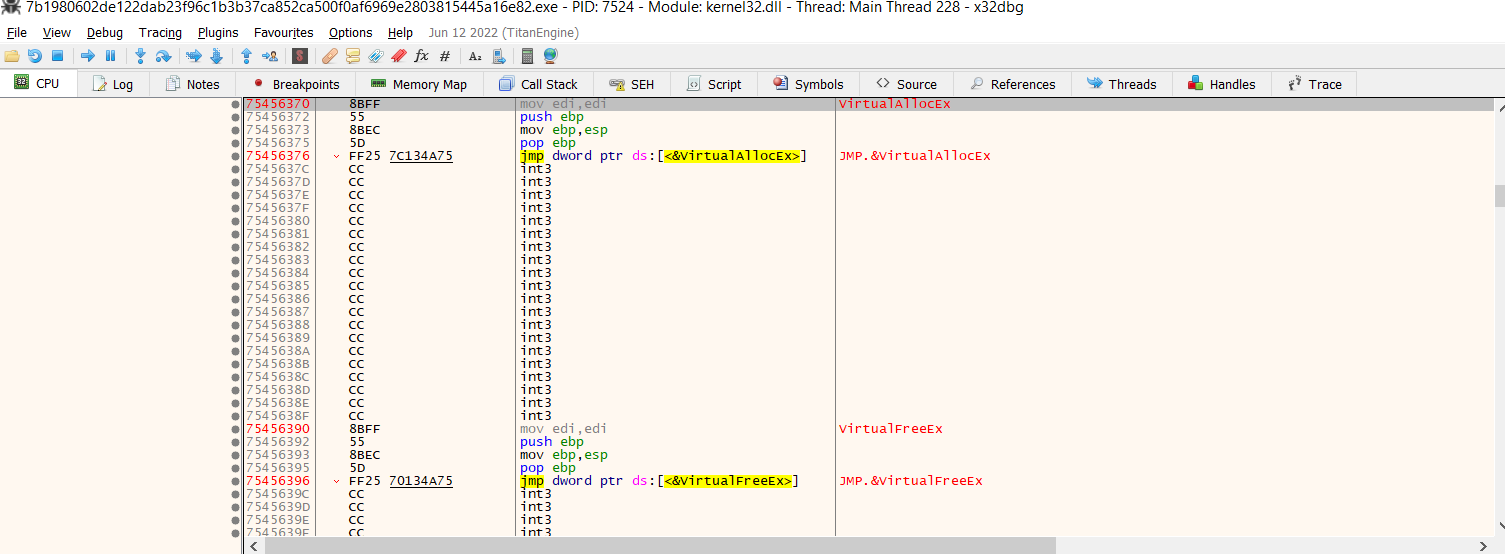 7b1980602de122dab23f96c1b3b37ca852ca500f0af6969e2803815445a16e82.exe - PID: 7524 - Module: kernel32.dll - Thread: Main Thread 228 - x32dbg
File View Debug Tracing Plugins Favourites Options Help Jun 12 2022 (TitanEngine)
CPU Log Notes Breakpoints Memory Map Call Stack SEH Script Symbols Source References Threads Handles Trace
75456370 8BFF mov edi,edi VirtualAllocEx
75456372 55 push ebp
75456373 8BEC mov ebp,esp
75456375 5D pop ebp
75456376 FF25 7C134A75 jmp dword ptr ds:[<&VirtualAllocEx>] JMP.&VirtualAllocEx
7545637C CC int3
7545637D CC int3
7545637E CC int3
7545637F CC int3
75456380 CC int3
75456381 CC int3
75456382 CC int3
75456383 CC int3
75456384 CC int3
75456385 CC int3
75456386 CC int3
75456387 CC int3
75456388 CC int3
75456389 CC int3
7545638A CC int3
7545638B CC int3
7545638C CC int3
7545638D CC int3
7545638E CC int3
7545638F CC int3
75456390 8BFF mov edi,edi VirtualFreeEx
75456392 55 push ebp
75456393 8BEC mov ebp,esp
75456395 5D pop ebp
75456396 FF25 70134A75 jmp dword ptr ds:[<&VirtualFreeEx>] JMP.&VirtualFreeEx
7545639C CC int3
7545639D CC int3
7545639E CC int3
7545639F CC int3